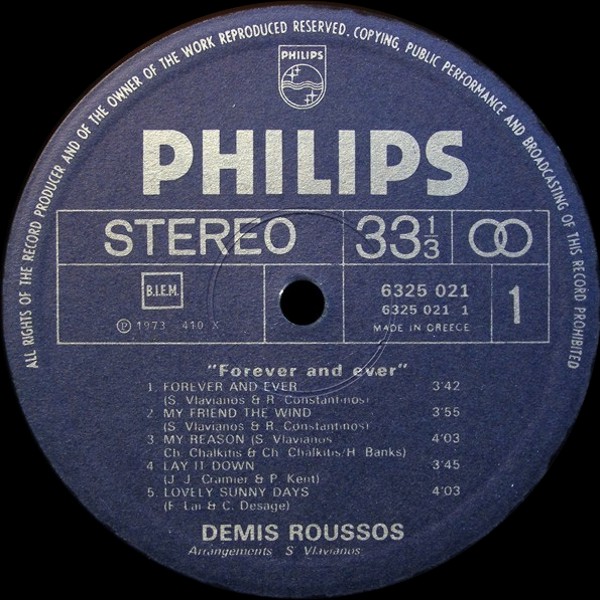 ALL RIGHTS OF THE RECORD PRODUCER AND OF THE OWNER OF THE WORK REPRODUCED RESERVED. COPYING, PUBLIC PERFORMANCE AND BROADCASTING OF THIS RECORD PROHIBITED
PHILIPS
PHILIPS
STEREO 33 1/3
B.I.E.M. 6325 021 1
6325 021 1
Ⓟ 1973 410 X MADE IN GREECE
"Forever and ever"
1 FOREVER AND EVER 3'42
(S. Vlavianos & R. Constantinos)
2 MY FRIEND THE WIND 3'55
(S. Vlavianos & R. Constantinos)
3 MY REASON (S. Vlavianos 4'03
Ch. Chalkitis & Ch. Chalkitis/H. Banks)
4 LAY IT DOWN 3'45
(J. J. Cramier & P. Kent)
5 LOVELY SUNNY DAYS 4'03
(F. Lai & C. Desage)
DEMIS ROUSSOS
Arrangements S Vlavianos